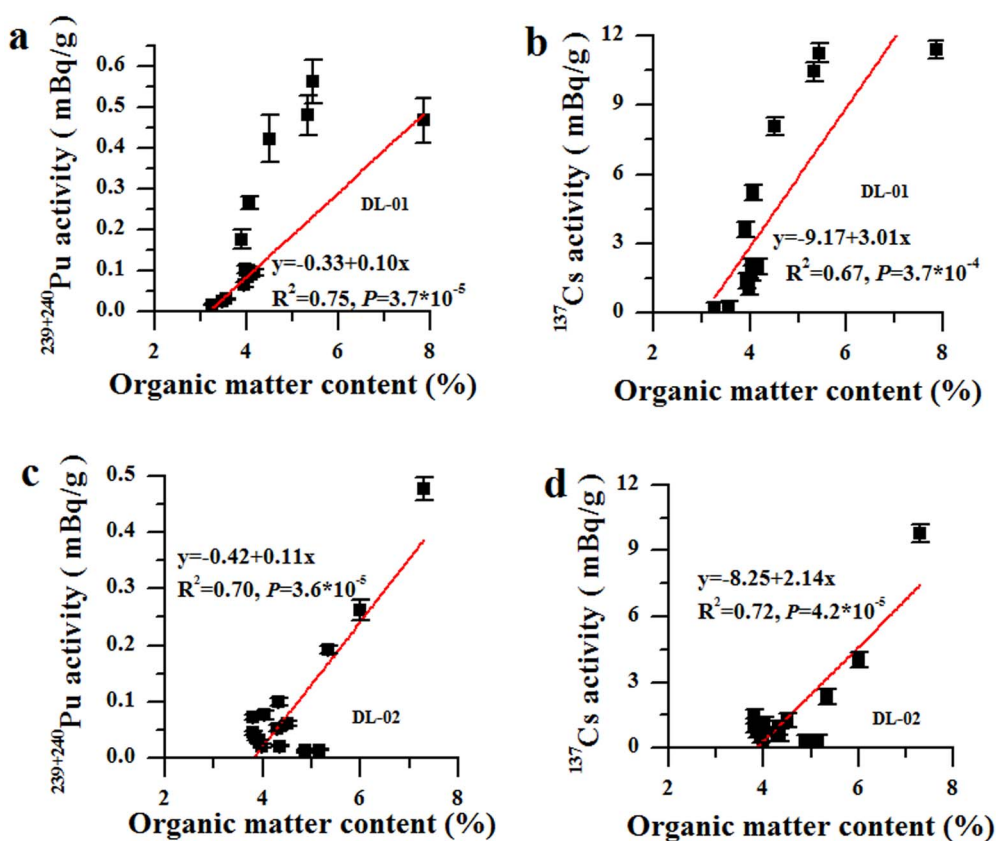 a
²³⁹⁺²⁴⁰Pu activity ( mBq/g )
0.6
0.5
0.4
0.3
0.2
0.1
0.0
DL-01
y=-0.33+0.10x
R²=0.75, P=3.7*10⁻⁵
2 4 6 8
Organic matter content (%)
b
¹³⁷Cs activity ( mBq/g )
12
9
6
3
0
DL-01
y=-9.17+3.01x
R²=0.67, P=3.7*10⁻⁴
2 4 6 8
Organic matter content (%)
c
²³⁹⁺²⁴⁰Pu activity ( mBq/g )
0.5
0.4
0.3
0.2
0.1
0.0
y=-0.42+0.11x
R²=0.70, P=3.6*10⁻⁵
DL-02
2 4 6 8
Organic matter content (%)
d
¹³⁷Cs activity ( mBq/g )
12
9
6
3
0
y=-8.25+2.14x
R²=0.72, P=4.2*10⁻⁵
DL-02
2 4 6 8
Organic matter content (%)